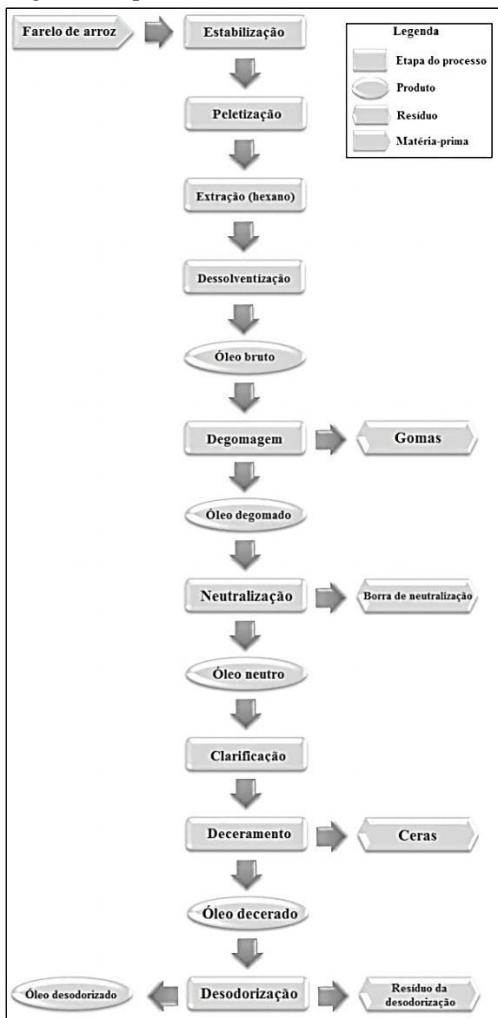 Farelo de arroz
Estabilização
Legenda
Etapa do processo
Produto
Resíduo
Matéria-prima
Peletização
Extração (hexano)
Dessolventização
Óleo bruto
Degomagem
Gomas
Óleo degomado
Neutralização
Borra de neutralização
Óleo neutro
Clarificação
Deceramento
Ceras
Óleo decerado
Óleo desodorizado
Desodorização
Resíduo da
desodorização